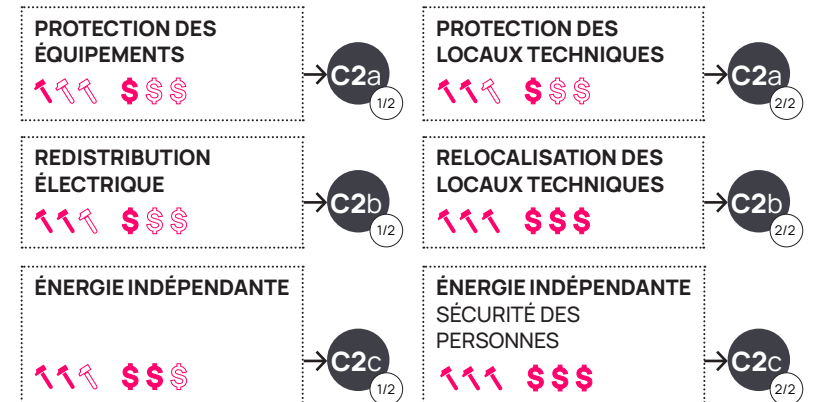 PROTECTION DES
ÉQUIPEMENTS
$$$
C2a
1/2
PROTECTION DES
LOCAUX TECHNIQUES
$$$
C2a
2/2
REDISTRIBUTION
ÉLECTRIQUE
$$$
C2b
1/2
RELOCALISATION DES
LOCAUX TECHNIQUES
$$$
C2b
2/2
ÉNERGIE INDÉPENDANTE
$$$
C2c
1/2
ÉNERGIE INDÉPENDANTE
SÉCURITÉ DES
PERSONNES
$$$
C2c
2/2